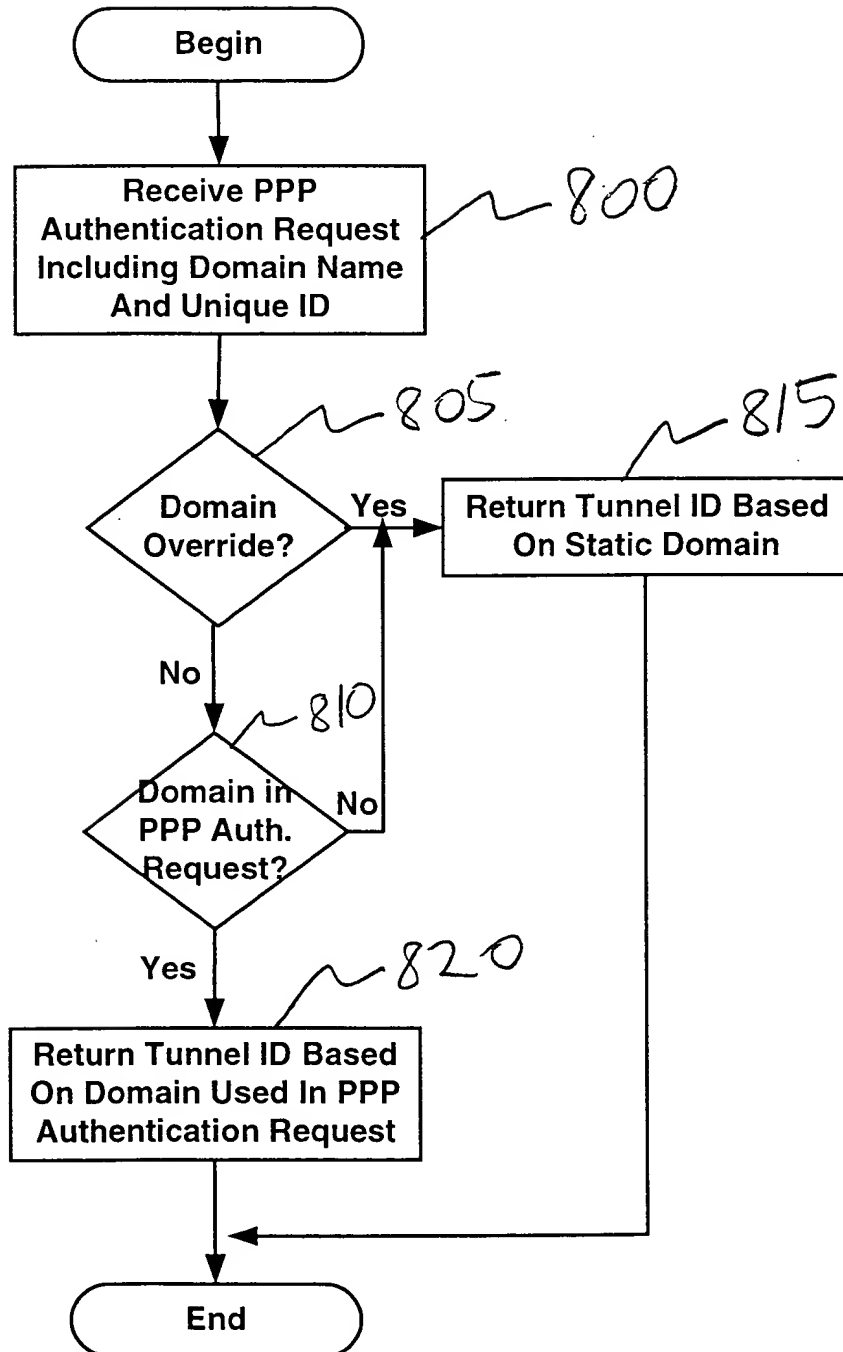 Begin
Receive PPP
Authentication Request
Including Domain Name
And Unique ID
800
805
815
Domain
Override?
Yes
Return Tunnel ID Based
On Static Domain
No
810
Domain in
PPP Auth.
Request?
No
Yes
820
Return Tunnel ID Based
On Domain Used In PPP
Authentication Request
End